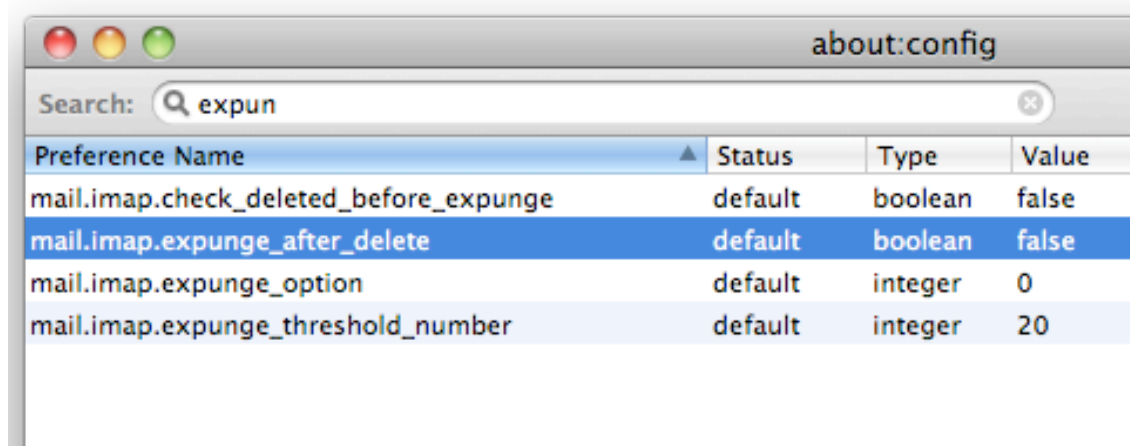 about:config
Search: expun
Preference Name Status Type Value
mail.imap.check_deleted_before_expunge default boolean false
mail.imap.expunge_after_delete default boolean false
mail.imap.expunge_option default integer 0
mail.imap.expunge_threshold_number default integer 20